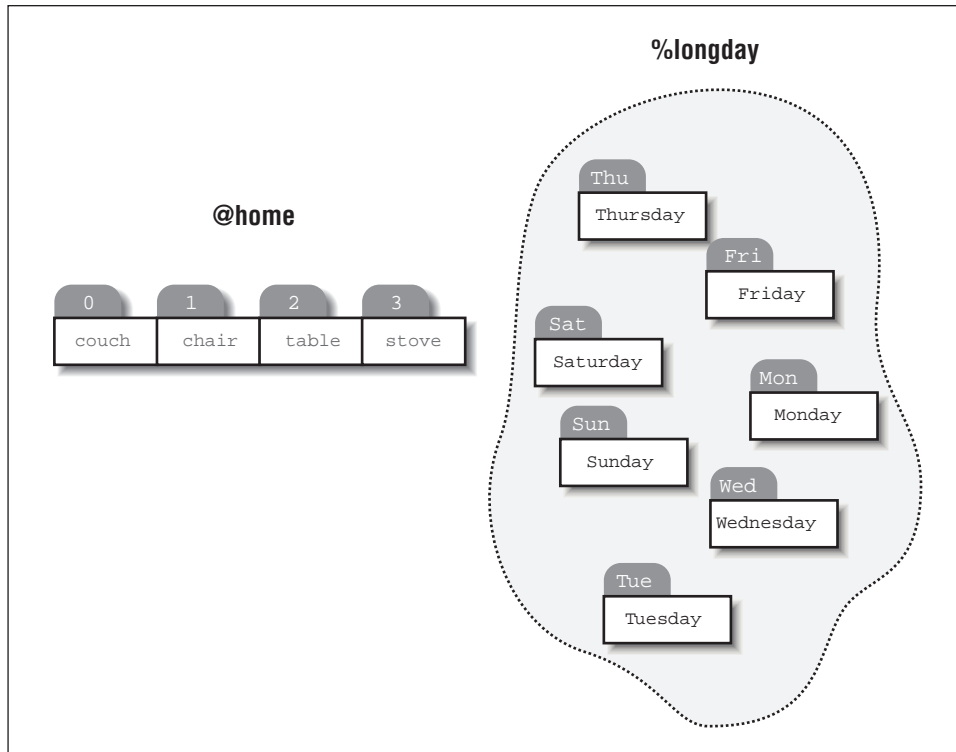 %longday
@home
0 1 2 3
couch chair table stove
Thu
Thursday
Fri
Friday
Sat
Saturday
Mon
Monday
Sun
Sunday
Wed
Wednesday
Tue
Tuesday